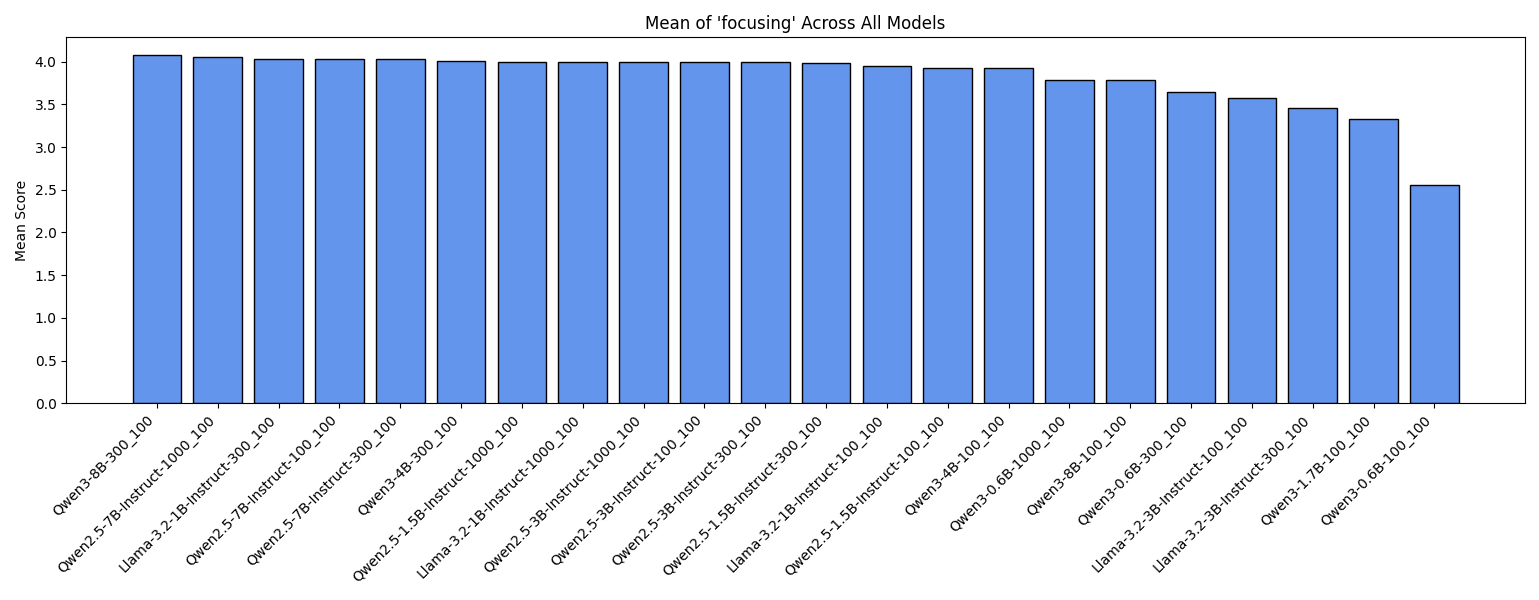 Mean of 'focusing' Across All Models
Mean Score
4.0
3.5
3.0
2.5
2.0
1.5
1.0
0.5
0.0
Qwen3-8B-300_100
Qwen2.5-7B-Instruct-1000_100
Llama-3.2-1B-Instruct-300_100
Qwen2.5-7B-Instruct-100_100
Qwen2.5-7B-Instruct-300_100
Qwen3-4B-300_100
Qwen2.5-1.5B-Instruct-1000_100
Llama-3.2-1B-Instruct-1000_100
Qwen2.5-3B-Instruct-1000_100
Qwen2.5-3B-Instruct-100_100
Qwen2.5-3B-Instruct-300_100
Qwen2.5-1.5B-Instruct-300_100
Llama-3.2-1B-Instruct-100_100
Qwen2.5-1.5B-Instruct-100_100
Qwen3-4B-100_100
Qwen3-0.6B-1000_100
Qwen3-8B-100_100
Qwen3-0.6B-300_100
Llama-3.2-3B-Instruct-100_100
Llama-3.2-3B-Instruct-300_100
Qwen3-1.7B-100_100
Qwen3-0.6B-100_100